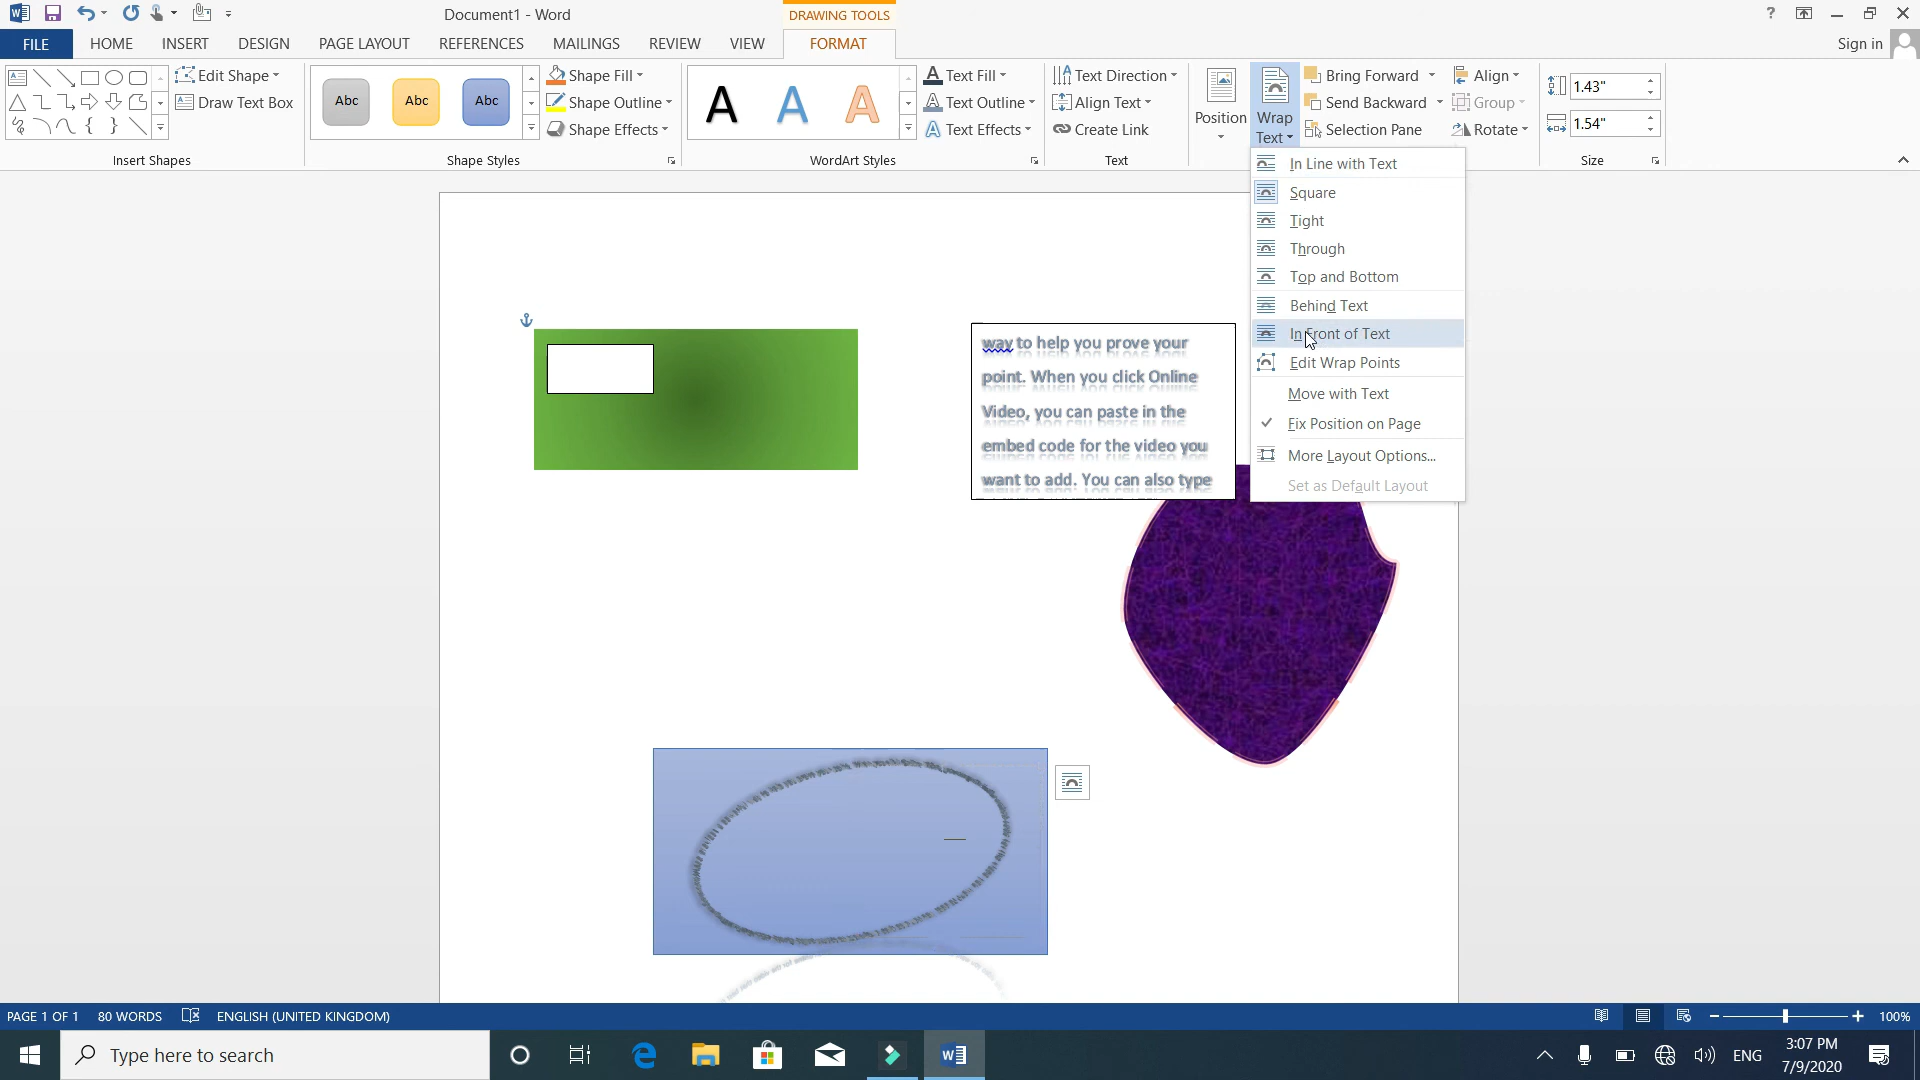 Document1 - Word
DRAWING TOOLS
?
FILE
HOME
INSERT
DESIGN
PAGE LAYOUT
REFERENCES
MAILINGS
REVIEW
VIEW
FORMAT
Sign in
Edit Shape
Draw Text Box
Insert Shapes
Abc
Abc
Abc
Shape Fill
Shape Outline
Shape Effects
Shape Styles
A
A
A
Text Fill
Text Outline
Text Effects
WordArt Styles
Text Direction
Align Text
Create Link
Text
Position
Wrap
Text
Bring Forward
Send Backward
Selection Pane
Align
Group
Rotate
1.43"
1.54"
Size
In Line with Text
Square
Tight
Through
Top and Bottom
Behind Text
In Front of Text
Edit Wrap Points
Move with Text
Fix Position on Page
More Layout Options...
Set as Default Layout
way to help you prove your
point. When you click Online
Video, you can paste in the
embed code for the video you
want to add. You can also type
PAGE 1 OF 1
80 WORDS
ENGLISH (UNITED KINGDOM)
100%
Type here to search
ENG
3:07 PM
7/9/2020